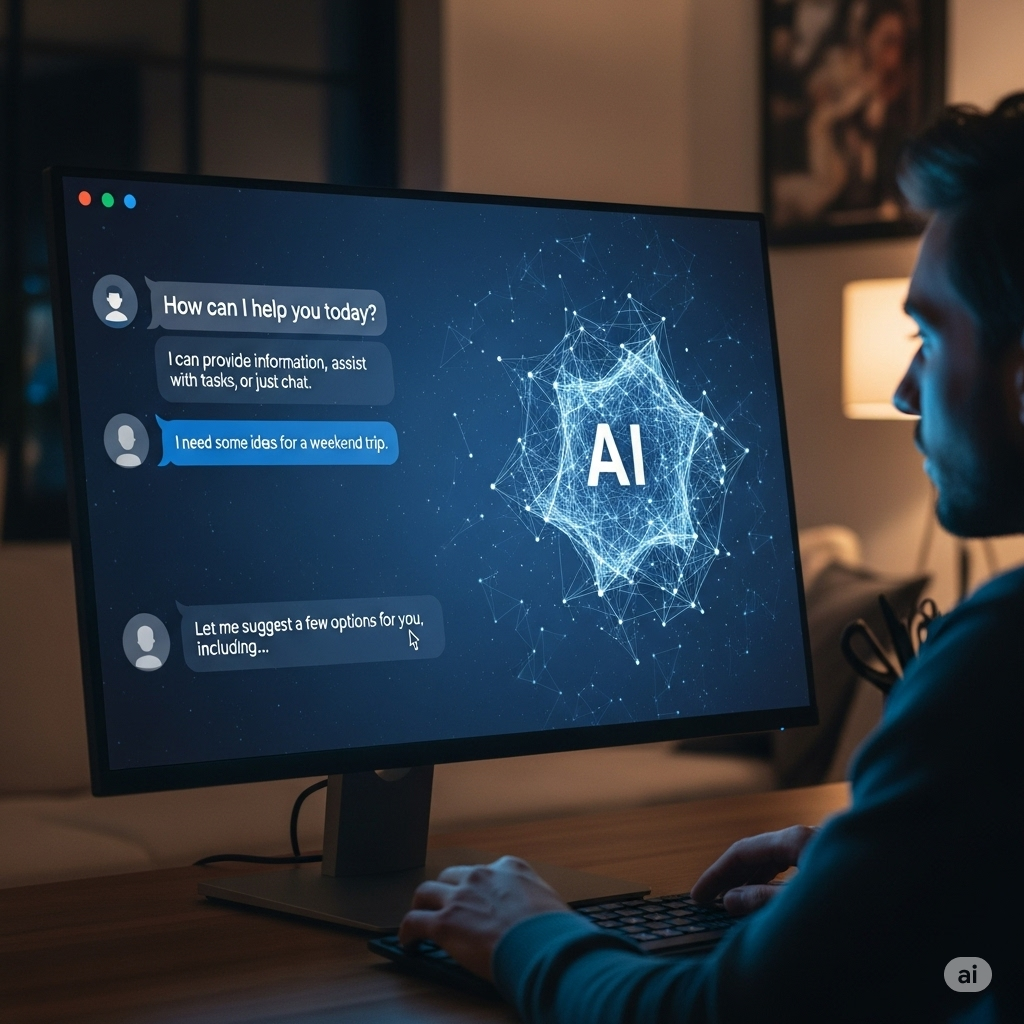 How can I help you today?
I can provide information, assist
with tasks, or just chat.
I need some ideas for a weekend trip.
Let me suggest a few options for you,
including...
AI
ai